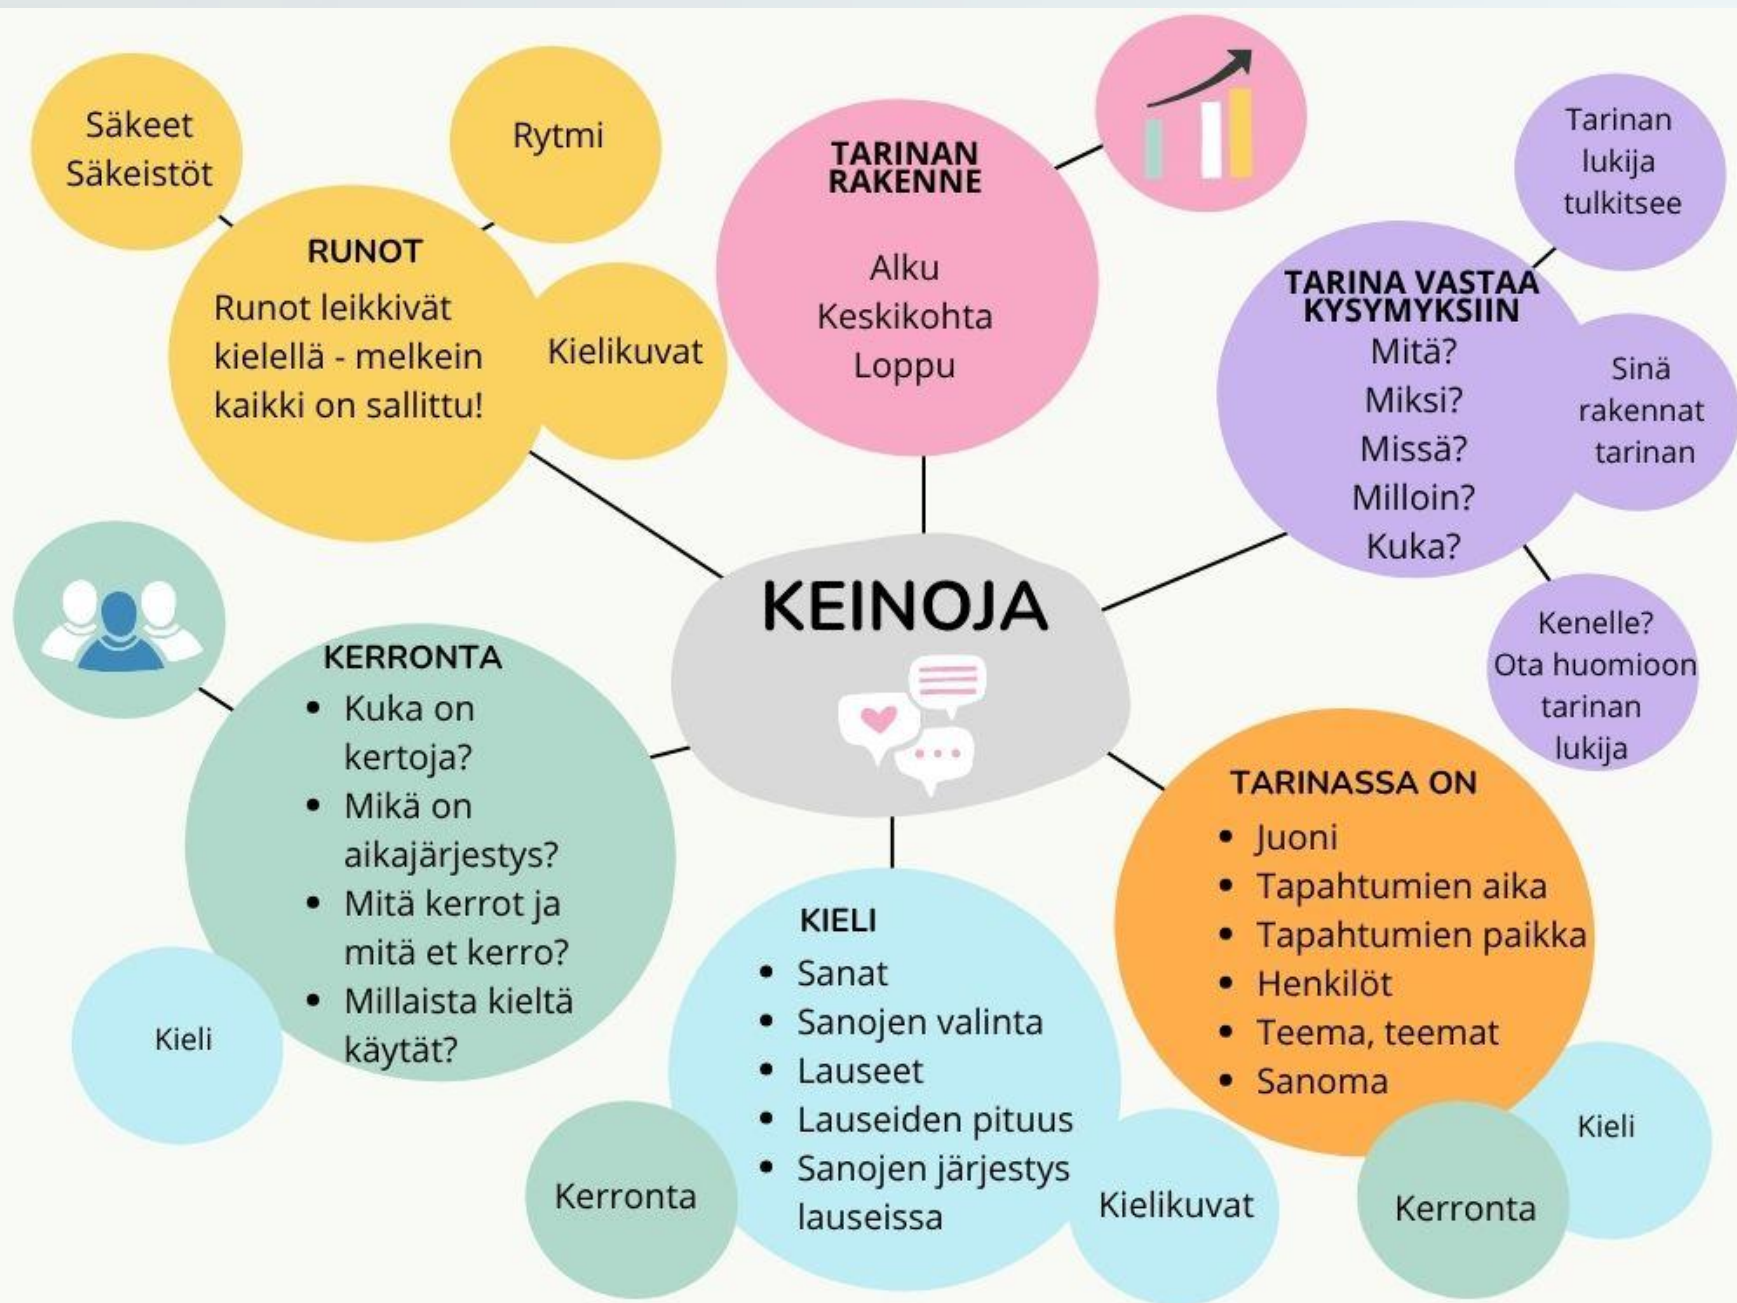 Säkeet
Säkeistöt
Rytmi
RUNOT
Runot leikkivät
kielellä - melkein
kaikki on sallittu!
Kielikuvat
TARINAN
RAKENNE
Alku
Keskikohta
Loppu
Tarinan
lukija
tulkitsee
TARINA VASTAA
KYSYMYKSIIN
Mitä?
Miksi?
Missä?
Milloin?
Kuka?
Sinä
rakennat
tarinan
Kenelle?
Ota huomioon
tarinan
lukija
KEINOJA
KERRONTA
• Kuka on
kertoja?
• Mikä on
aikajärjestys?
• Mitä kerrot ja
mitä et kerro?
• Millaista kieltä
käytät?
Kieli
KIELI
• Sanat
• Sanojen valinta
• Lauseet
• Lauseiden pituus
• Sanojen järjestys
lauseissa
Kerronta
Kielikuvat
TARINASSA ON
• Juoni
• Tapahtumien aika
• Tapahtumien paikka
• Henkilöt
• Teema, teemat
• Sanoma
Kieli
Kerronta